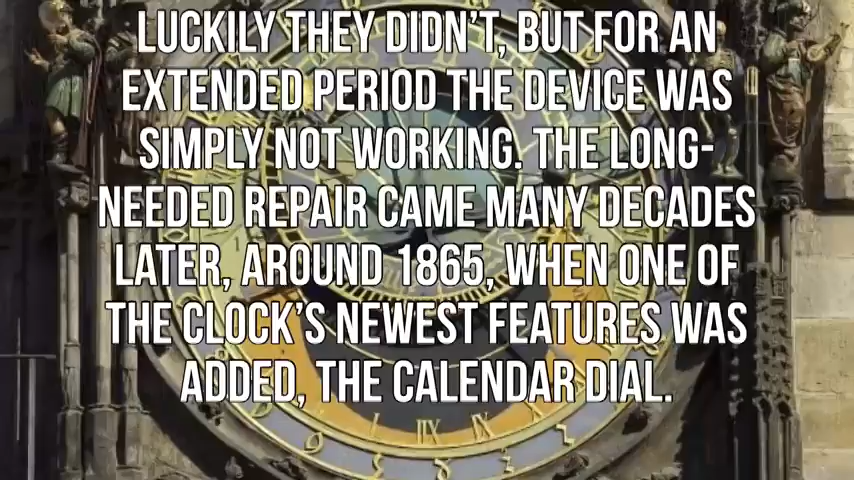 LUCKILY THEY DIDN'T, BUT FOR AN
EXTENDED PERIOD THE DEVICE WAS
SIMPLY NOT WORKING. THE LONG-
NEEDED REPAIR CAME MANY DECADES
LATER, AROUND 1865, WHEN ONE OF
THE CLOCK'S NEWEST FEATURES WAS
ADDED, THE CALENDAR DIAL.